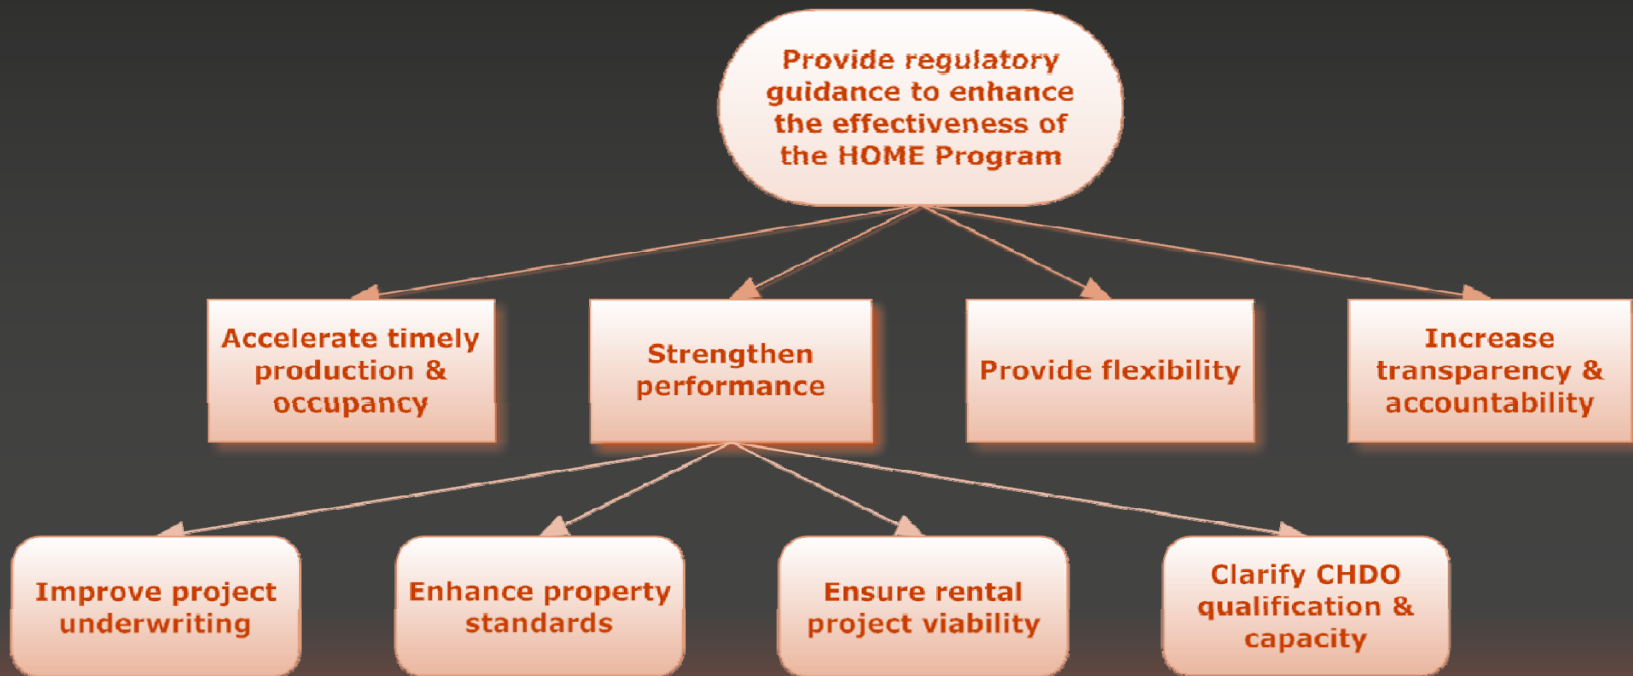 Provide regulatory
guidance to enhance
the effectiveness of
the HOME Program
Accelerate timely
production &
occupancy
Strengthen
performance
Provide flexibility
Increase
transparency &
accountability
Improve project
underwriting
Enhance property
standards
Ensure rental
project viability
Clarify CHDO
qualification &
capacity